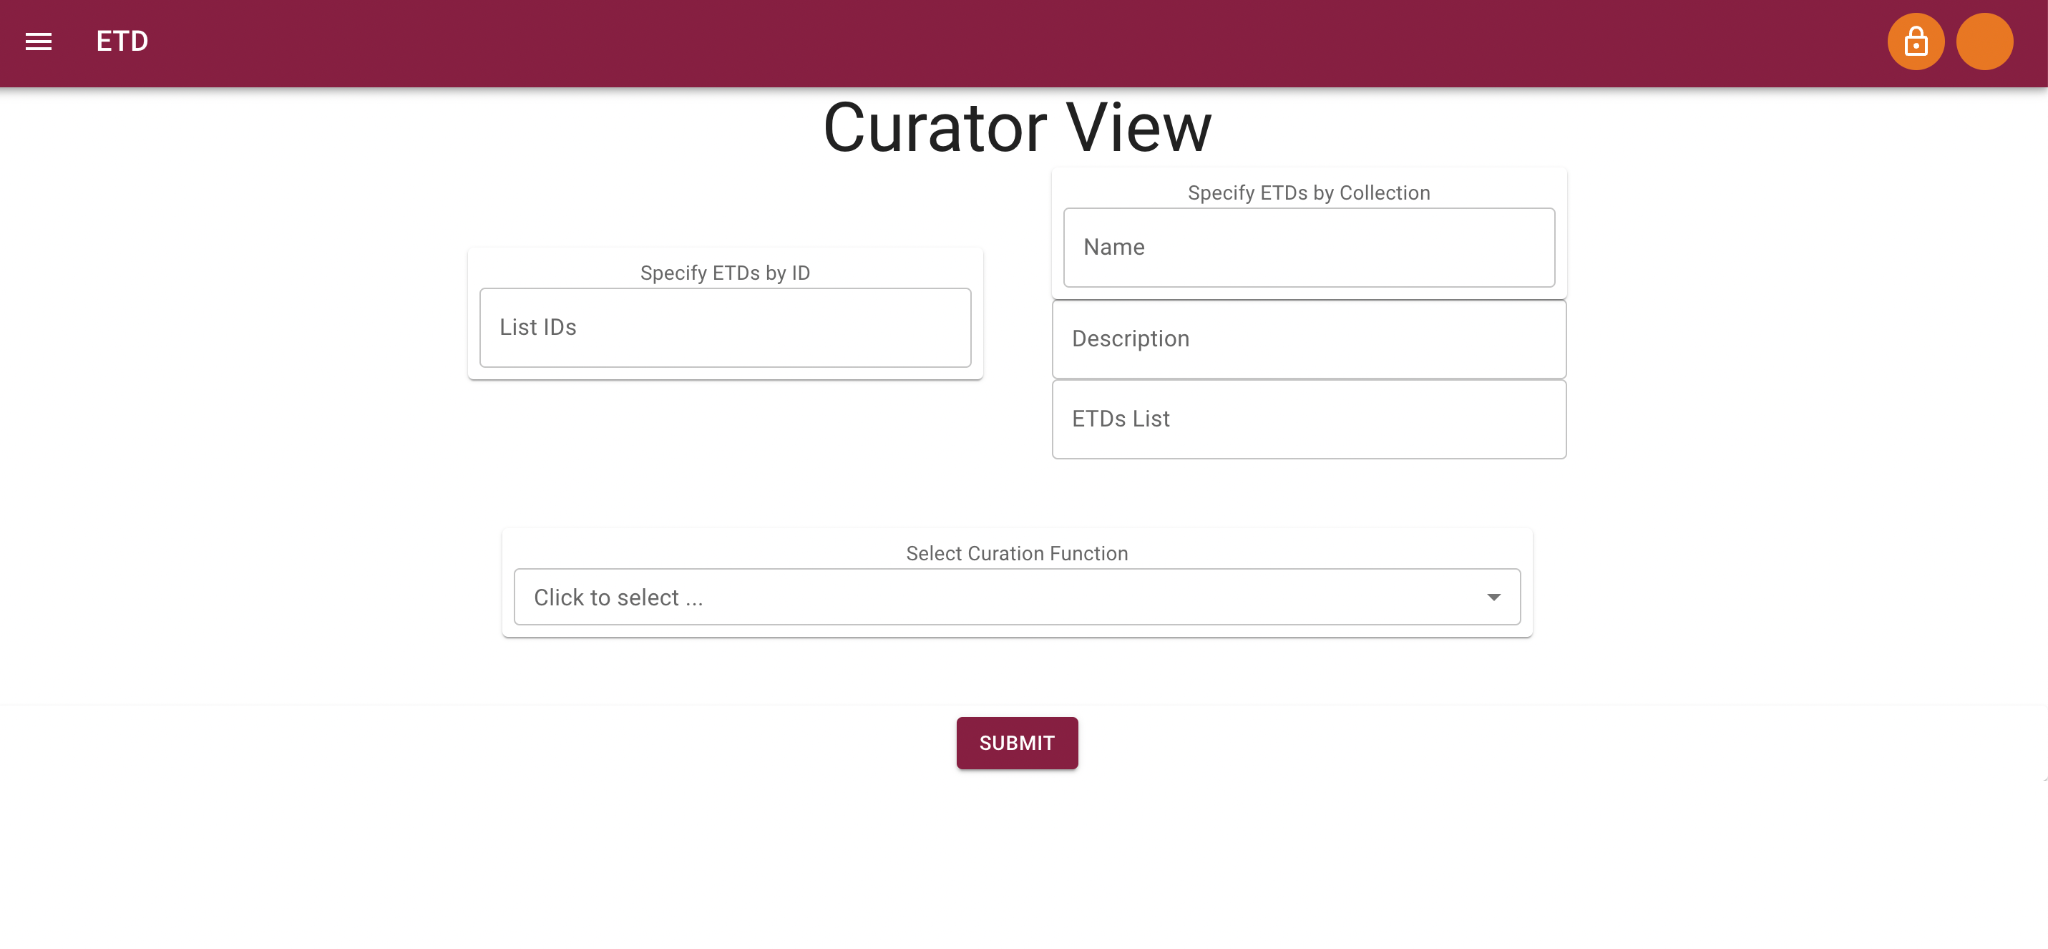 ETD
Curator View
Specify ETDs by ID
List IDs
Specify ETDs by Collection
Name
Description
ETDs List
Select Curation Function
Click to select ...
SUBMIT